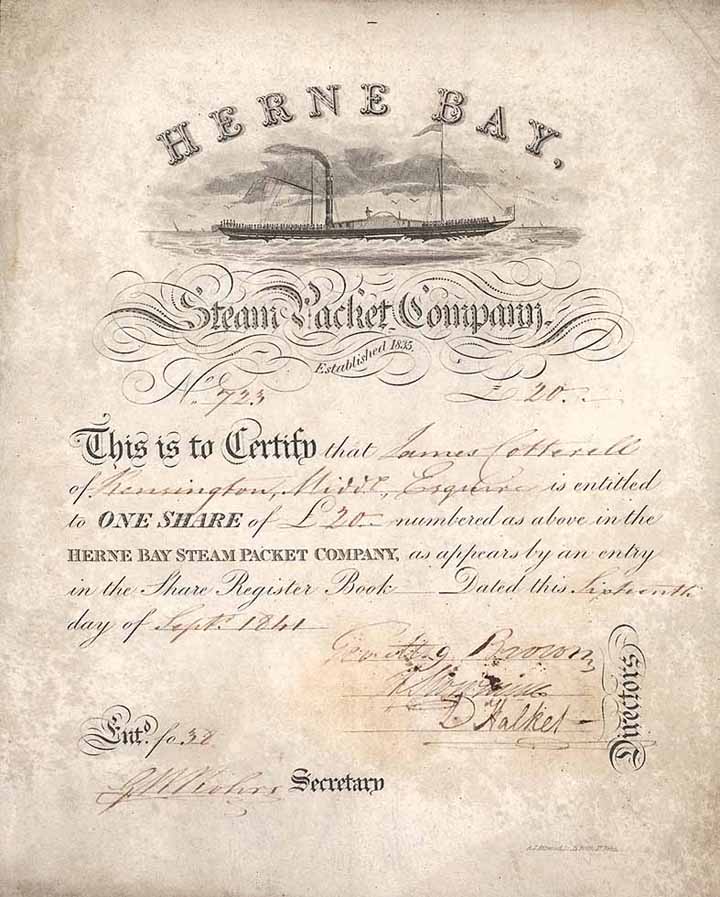 HERNE BAY,
Steam Packet Company.
Established 1835.
No. 723 £20.
This is to Certify that James Cotterell
of Kensington, Middx, Esquire is entitled
to ONE SHARE of £20 numbered as above in the
HERNE BAY STEAM PACKET COMPANY, as appears by an entry
in the Share Register Book Dated this Sixteenth
day of Septr. 1841
Brown
D Halket
Directors
Entd. fo. 38
Secretary